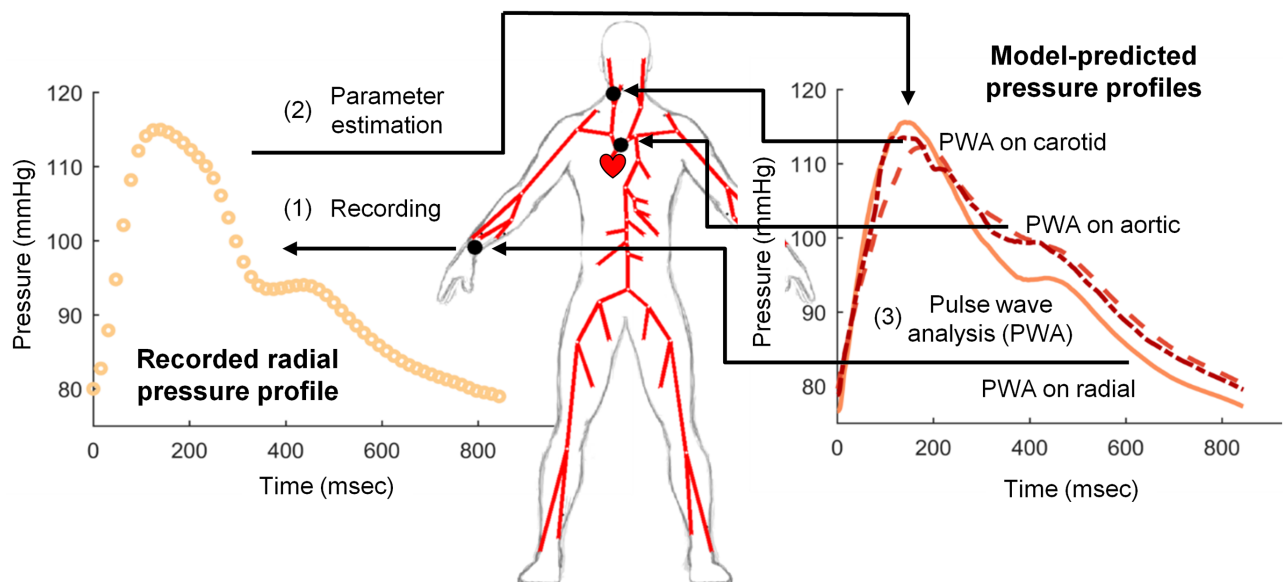 120
110
100
90
80
Pressure (mmHg)
0
200
400
600
800
Time (msec)
Recorded radial
pressure profile
(2) Parameter
estimation
(1) Recording
Model-predicted
pressure profiles
120
110
100
90
80
Pressure (mmHg)
0
200
400
600
800
Time (msec)
PWA on carotid
PWA on aortic
(3) Pulse wave
analysis (PWA)
PWA on radial